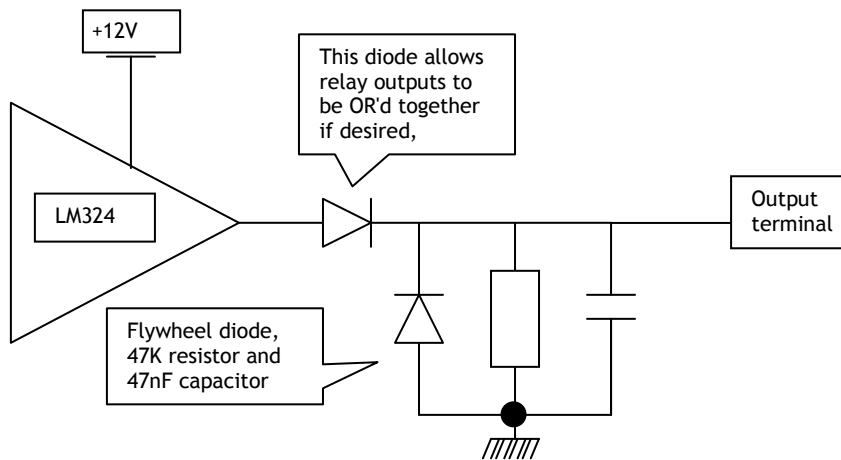 +12V
This diode allows
relay outputs to
be OR'd together
if desired,
LM324
Output
terminal
Flywheel diode,
47K resistor and
47nF capacitor